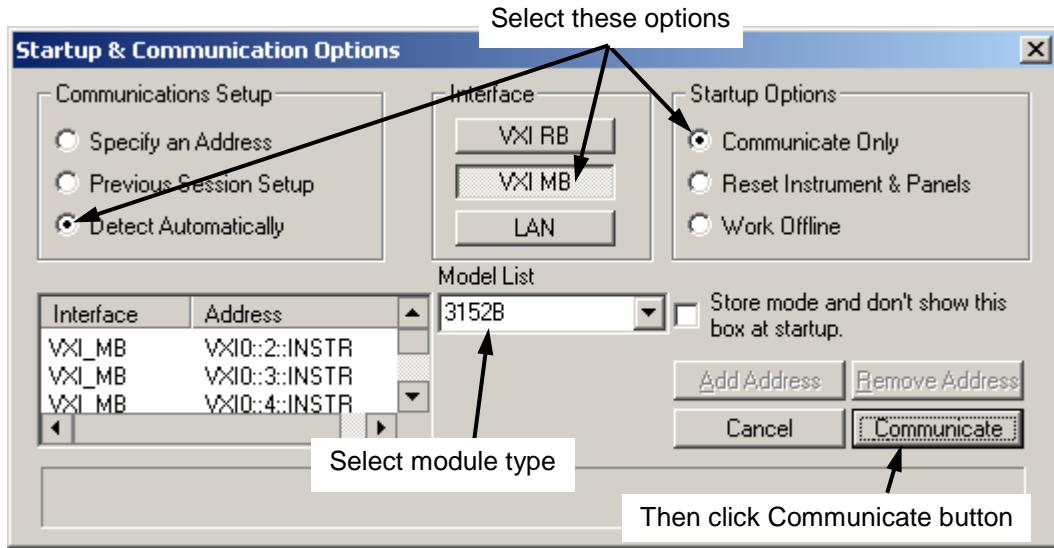 Select these options
Startup & Communication Options
Communications Setup
Specify an Address
Previous Session Setup
Detect Automatically
Interface
VXI RB
VXI MB
LAN
Startup Options
Communicate Only
Reset Instrument & Panels
Work Offline
Model List
3152B
Store mode and don't show this
box at startup.
Interface Address
VXI_MB VXI0::2::INSTR
VXI_MB VXI0::3::INSTR
VXI_MB VXI0::4::INSTR
Add Address Remove Address
Cancel Communicate
Select module type
Then click Communicate button